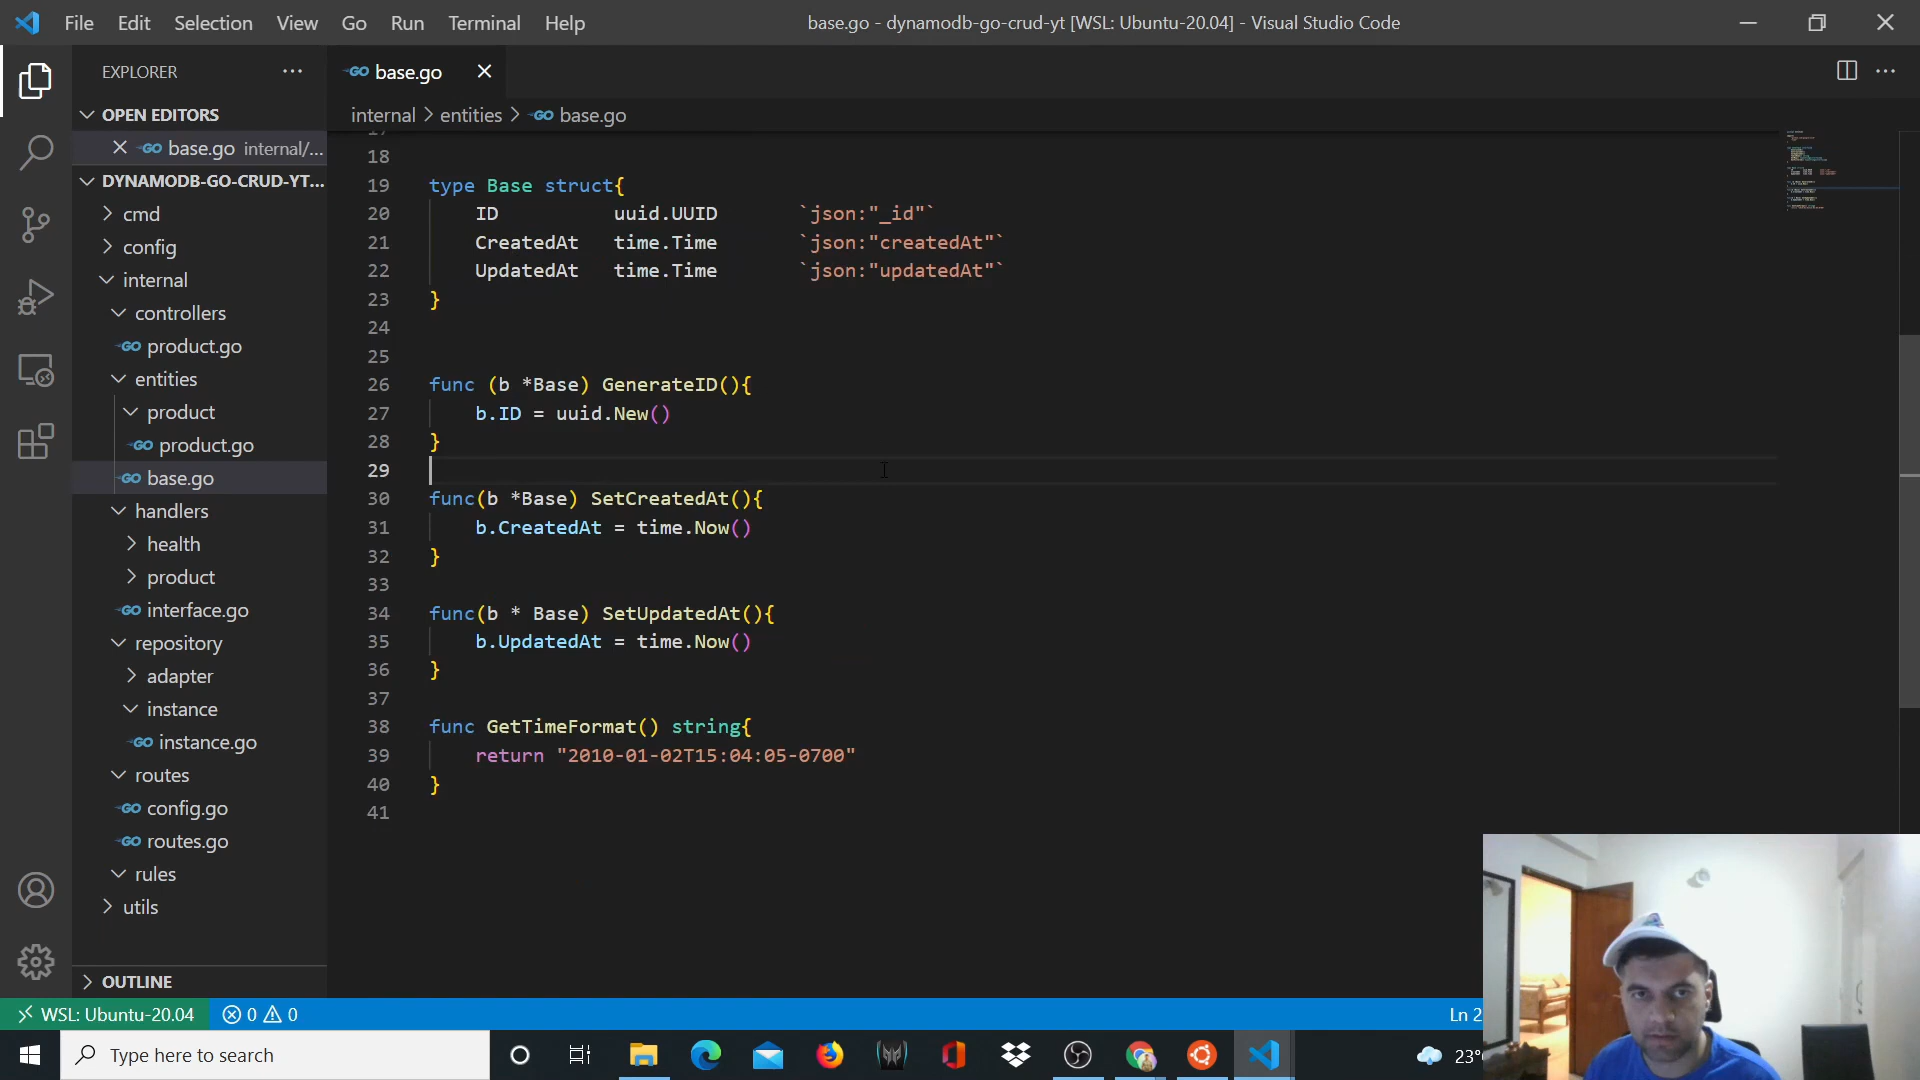 File Edit Selection View Go Run Terminal Help
base.go - dynamodb-go-crud-yt [WSL: Ubuntu-20.04] - Visual Studio Code
EXPLORER
OPEN EDITORS
base.go internal/...
DYNAMODB-GO-CRUD-YT...
cmd
config
internal
controllers
product.go
entities
product
product.go
base.go
handlers
health
product
interface.go
repository
adapter
instance
instance.go
routes
config.go
routes.go
rules
utils
OUTLINE
base.go
internal > entities > base.go
17
18
19 type Base struct{
20 ID uuid.UUID `json:"_id"`
21 CreatedAt time.Time `json:"createdAt"`
22 UpdatedAt time.Time `json:"updatedAt"`
23 }
24
25
26 func (b *Base) GenerateID(){
27 b.ID = uuid.New()
28 }
29
30 func(b *Base) SetCreatedAt(){
31 b.CreatedAt = time.Now()
32 }
33
34 func(b * Base) SetUpdatedAt(){
35 b.UpdatedAt = time.Now()
36 }
37
38 func GetTimeFormat() string{
39 return "2010-01-02T15:04:05-0700"
40 }
41
WSL: Ubuntu-20.04 0 0
Ln 2
Type here to search
23°